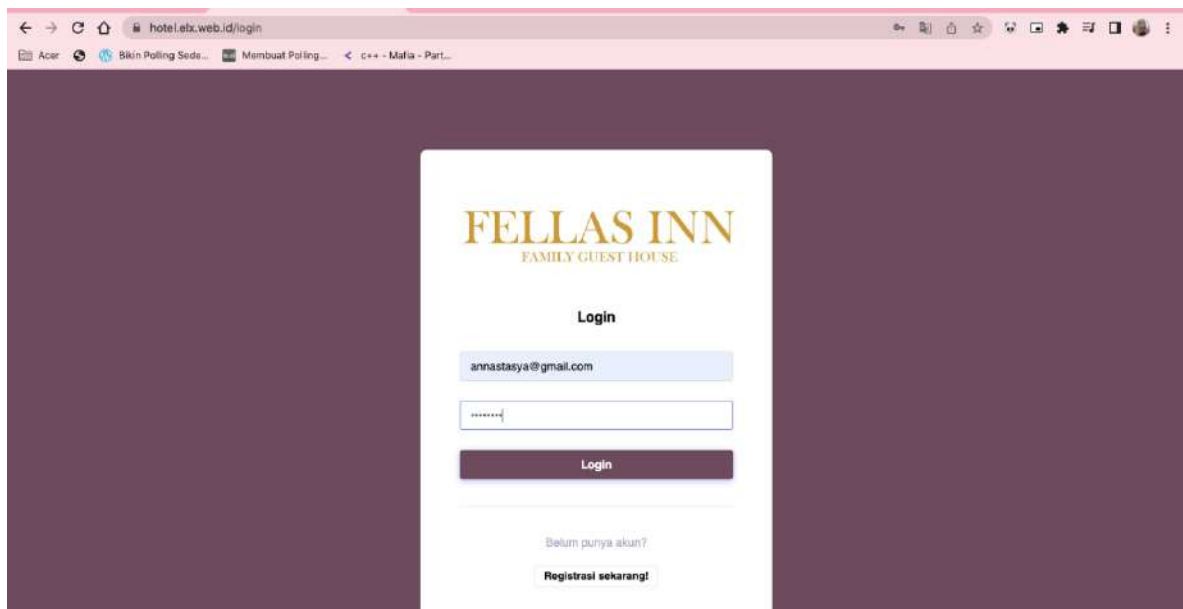 hotel.elx.web.id/login
Acer
Bikin Polling Sede...
Membuat Polling...
c++ - Mafia - Part...
FELLAS INN
FAMILY GUEST HOUSE
Login
annastasya@gmail.com
••••••••
Login
Belum punya akun?
Registrasi sekarang!